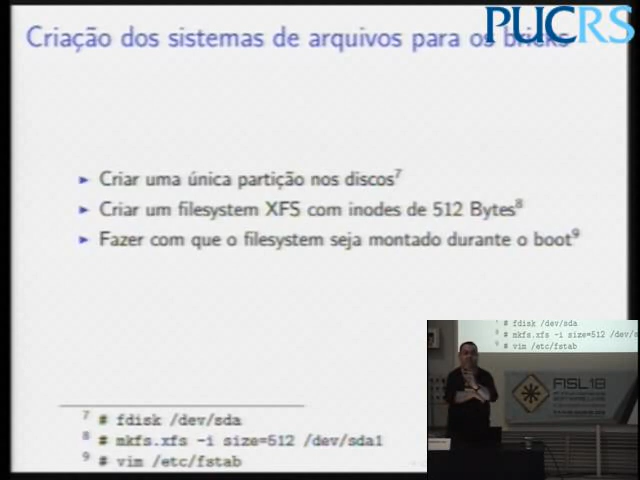 PUCRS
Criação dos sistemas de arquivos para os bricks
► Criar uma única partição nos discos⁷
► Criar um filesystem XFS com inodes de 512 Bytes⁸
► Fazer com que o filesystem seja montado durante o boot⁹
⁷ # fdisk /dev/sda
⁸ # mkfs.xfs -i size=512 /dev/sda1
⁹ # vim /etc/fstab
⁷ # fdisk /dev/sda
⁸ # mkfs.xfs -i size=512 /dev/s
⁹ # vim /etc/fstab
FISL18